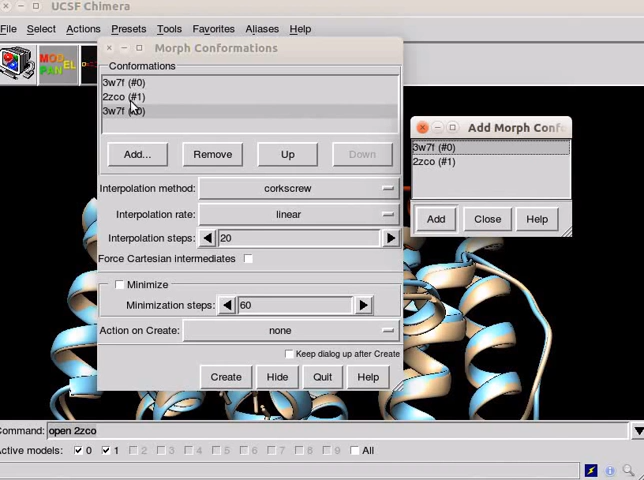 UCSF Chimera
File Select Actions Presets Tools Favorites Aliases Help
Morph Conformations
Conformations
3w7f (#0)
2zco (#1)
3w7f (#0)
Add... Remove Up Down
Interpolation method: corkscrew
Interpolation rate: linear
Interpolation steps: 20
Force Cartesian intermediates
Minimize
Minimization steps: 60
Action on Create: none
Keep dialog up after Create
Create Hide Quit Help
Add Morph Conf
3w7f (#0)
2zco (#1)
Add Close Help
Command: open 2zco
Active models: 0 1 2 3 4 5 6 7 8 9 All